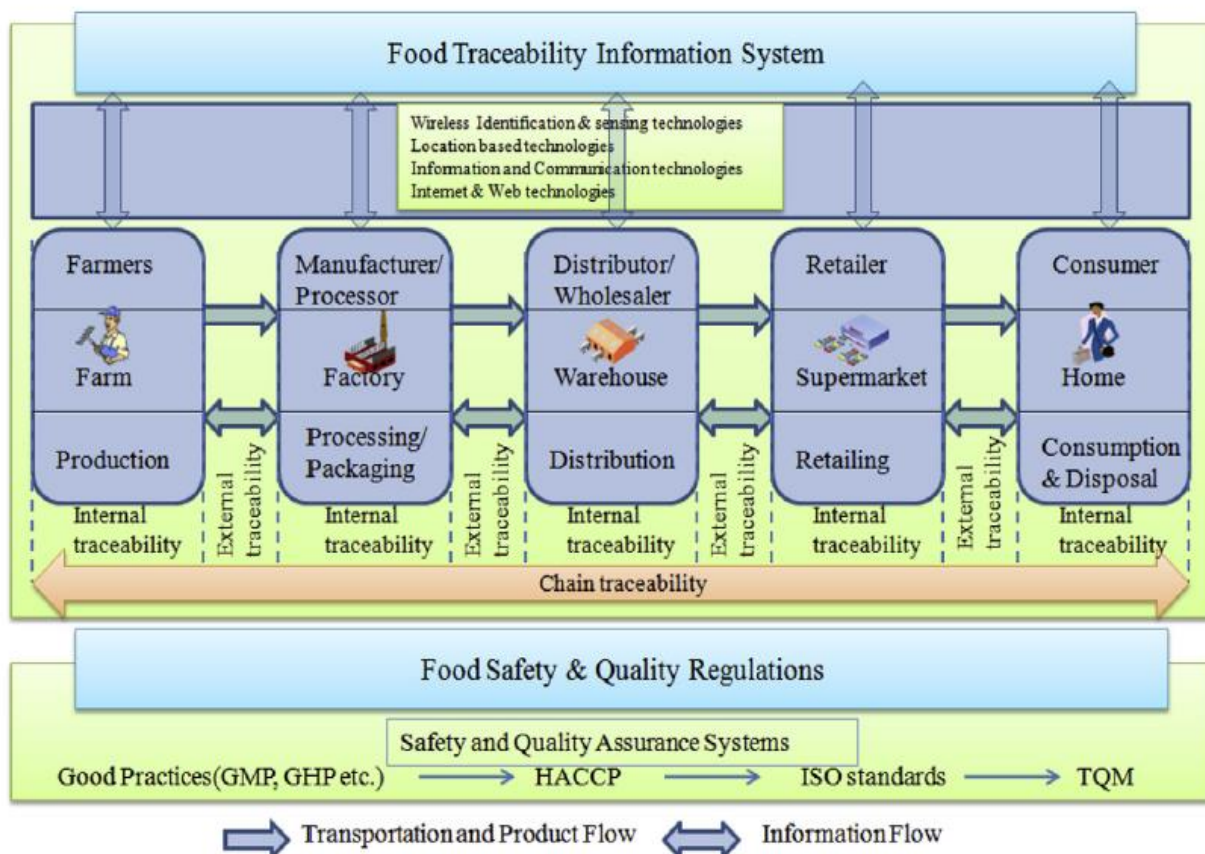 Food Traceability Information System
Wireless Identification & sensing technologies
Location based technologies
Information and Communication technologies
Internet & Web technologies
Farmers
Farm
Production
Manufacturer/
Processor
Factory
Processing/
Packaging
Distributor/
Wholesaler
Warehouse
Distribution
Retailer
Supermarket
Retailing
Consumer
Home
Consumption
& Disposal
Internal
traceability
External
traceability
Internal
traceability
External
traceability
Internal
traceability
External
traceability
Internal
traceability
External
traceability
Internal
traceability
Chain traceability
Food Safety & Quality Regulations
Safety and Quality Assurance Systems
Good Practices(GMP, GHP etc.) HACCP ISO standards TQM
Transportation and Product Flow Information Flow